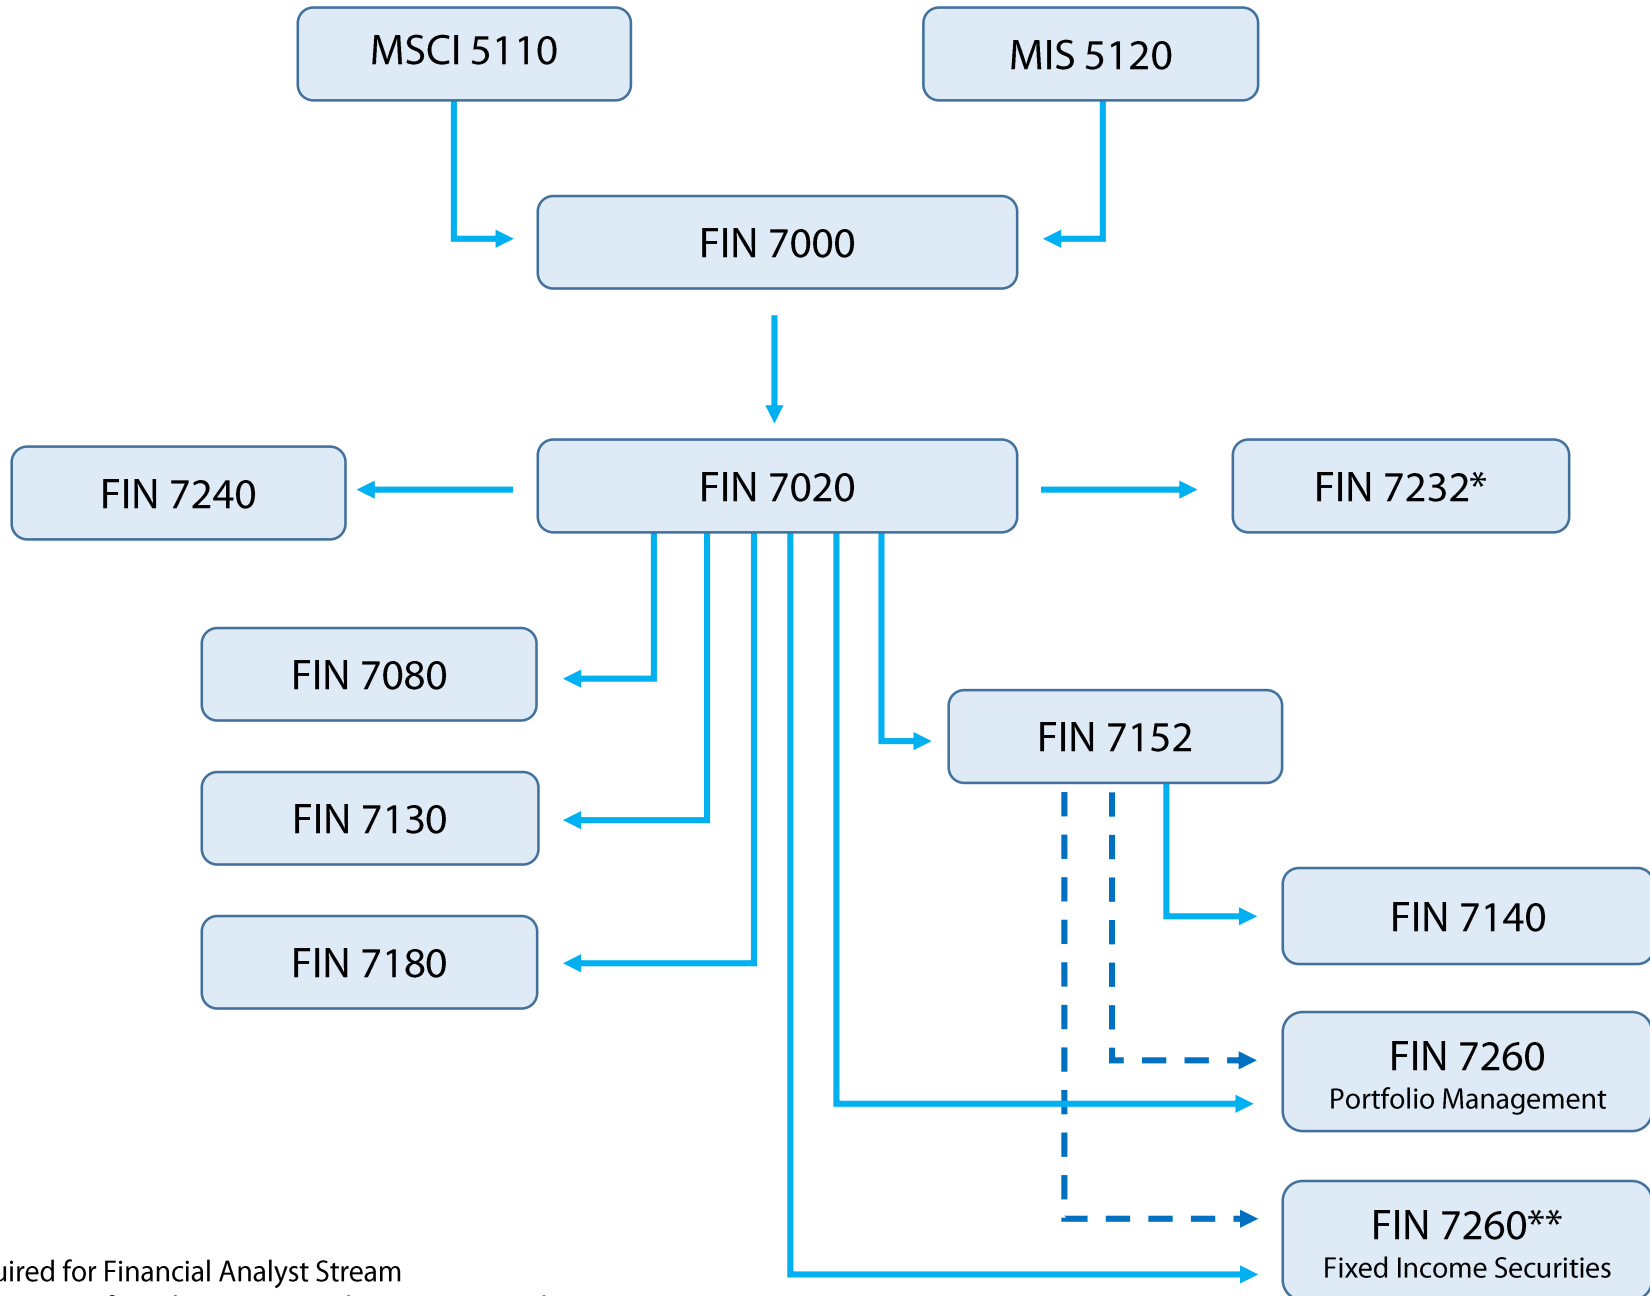 MSCI 5110
MIS 5120
FIN 7000
FIN 7240
FIN 7020
FIN 7232*
FIN 7080
FIN 7152
FIN 7130
FIN 7140
FIN 7180
FIN 7260
Portfolio Management
FIN 7260**
Fixed Income Securities
for Financial Analyst Stream